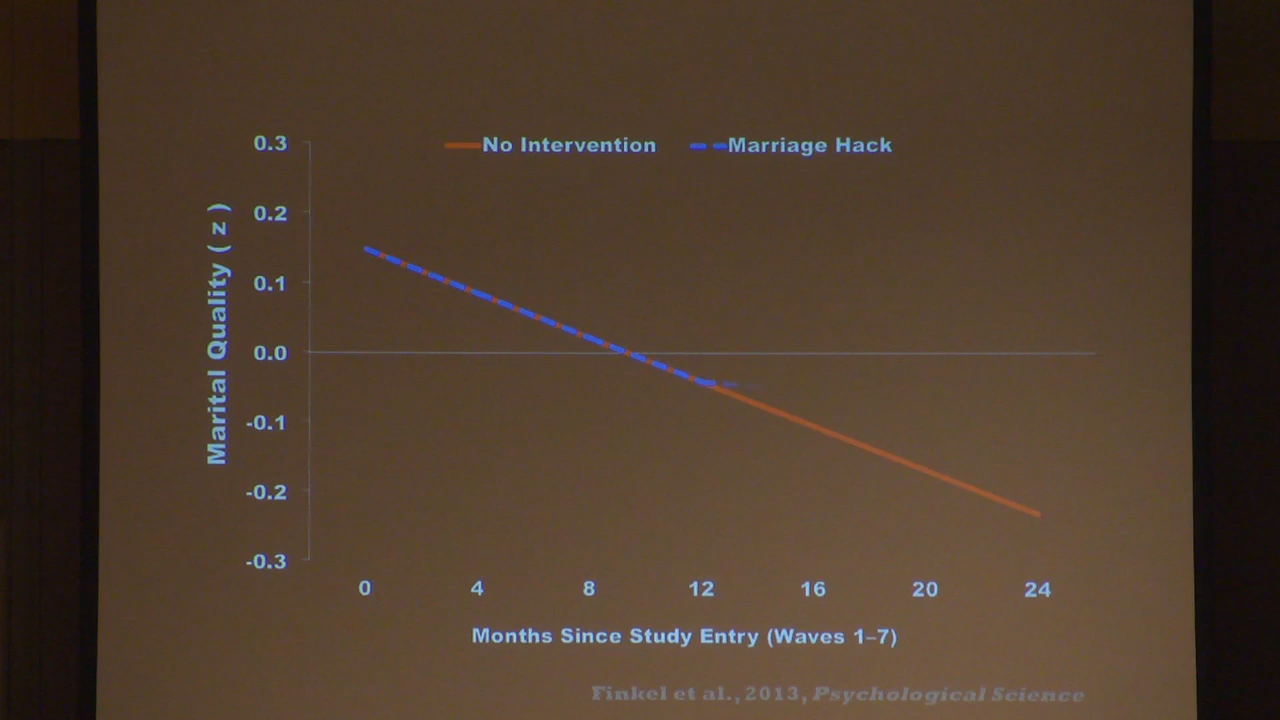 No Intervention Marriage Hack
Marital Quality ( z )
0.3
0.2
0.1
0.0
-0.1
-0.2
-0.3
0 4 8 12 16 20 24
Months Since Study Entry (Waves 1–7)
Finkel et al., 2013, Psychological Science